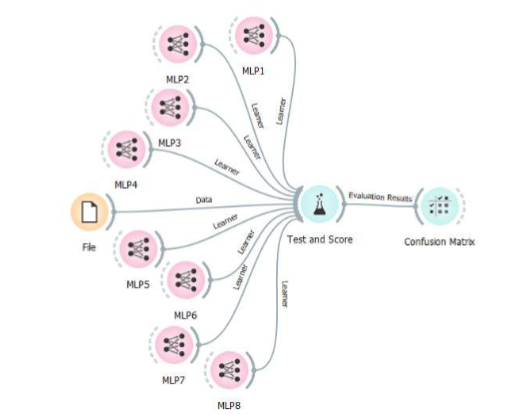 MLP1
MLP2
Learner
Learner
MLP3
Learner
Learner
MLP4
Data
Evaluation Results
File
Learner
Test and Score
Confusion Matrix
Learner
MLP5
Learner
Learner
MLP6
MLP7
MLP8